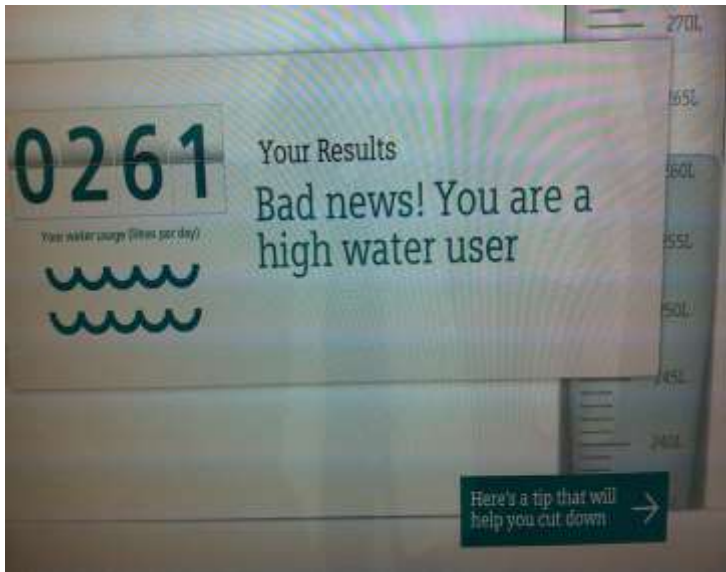 270L
265L
0261
Your Results
Bad news! You are a
high water user
Your water usage (litres per day)
260L
255L
250L
245L
240L
Here's a tip that will
help you cut down